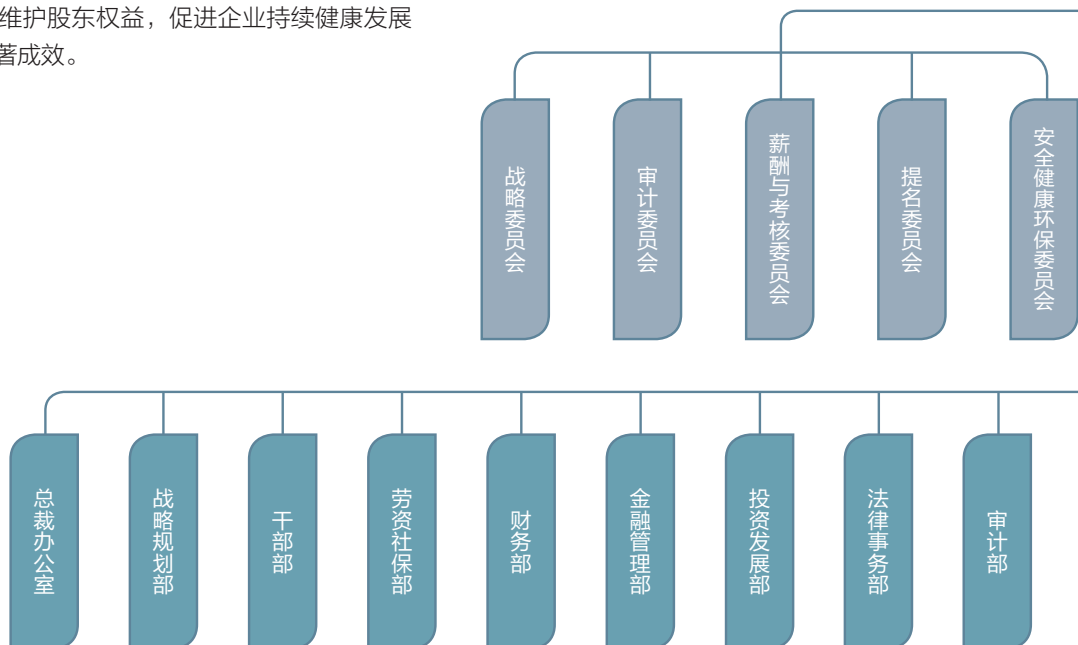 维护股东权益，促进企业持续健康发展
著成效。
战略委员会
审计委员会
薪酬与考核委员会
提名委员会
安全健康环保委员会
总裁办公室
战略规划部
干部部
劳资社保部
财务部
金融管理部
投资发展部
法律事务部
审计部